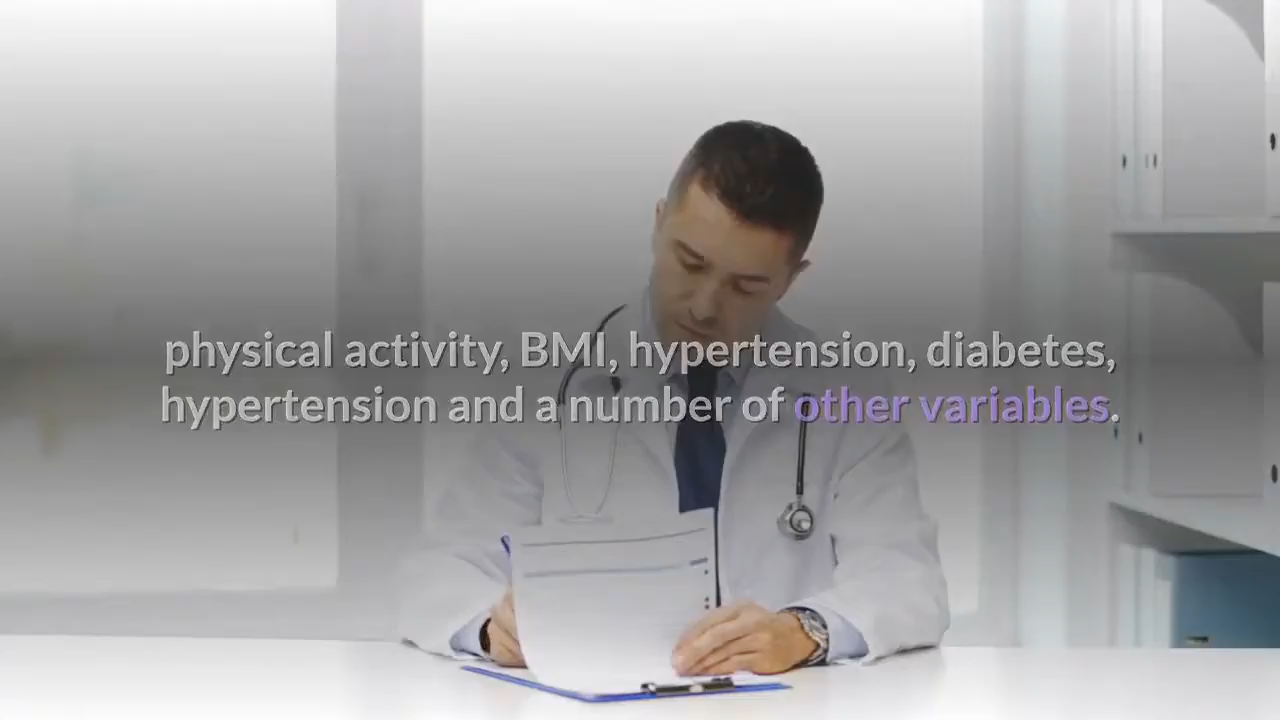 physical activity, BMI, hypertension, diabetes,
hypertension and a number of other variables.